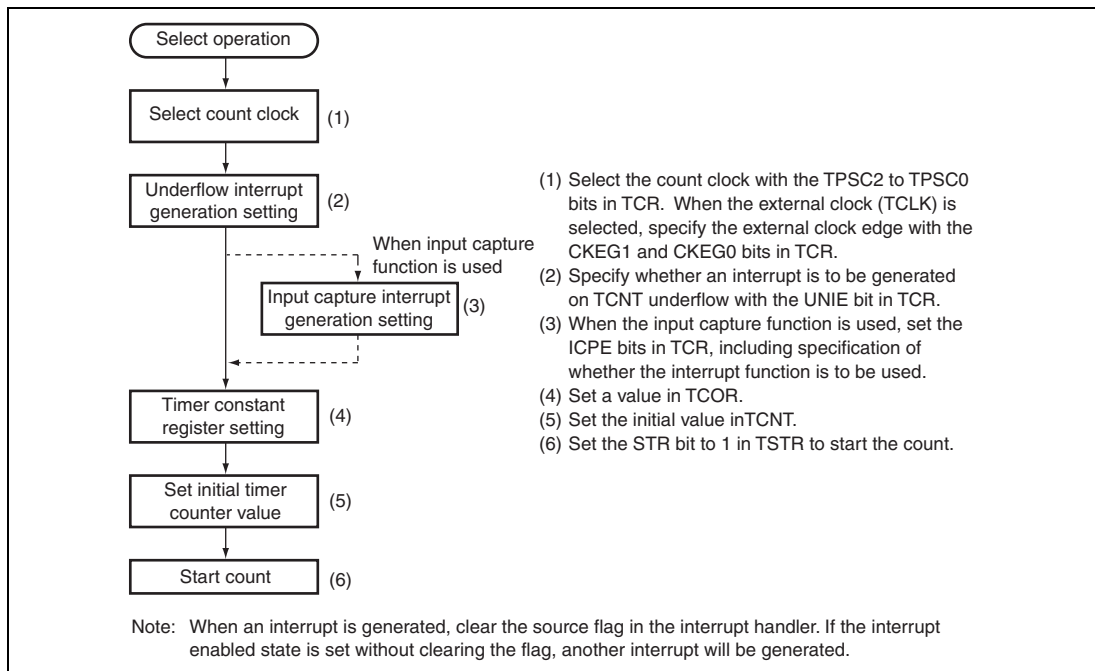 Select operation
Select count clock
(1)
Underflow interrupt
generation setting
(2)
When input capture
function is used
Input capture interrupt
generation setting
(3)
Timer constant
register setting
(4)
Set initial timer
counter value
(5)
Start count
(6)
(1) Select the count clock with the TPSC2 to TPSC0
bits in TCR. When the external clock (TCLK) is
selected, specify the external clock edge with the
CKEG1 and CKEG0 bits in TCR.
(2) Specify whether an interrupt is to be generated
on TCNT underflow with the UNIE bit in TCR.
(3) When the input capture function is used, set the
ICPE bits in TCR, including specification of
whether the interrupt function is to be used.
(4) Set a value in TCOR.
(5) Set the initial value inTCNT.
(6) Set the STR bit to 1 in TSTR to start the count.
Note: When an interrupt is generated, clear the source flag in the interrupt handler. If the interrupt
enabled state is set without clearing the flag, another interrupt will be generated.